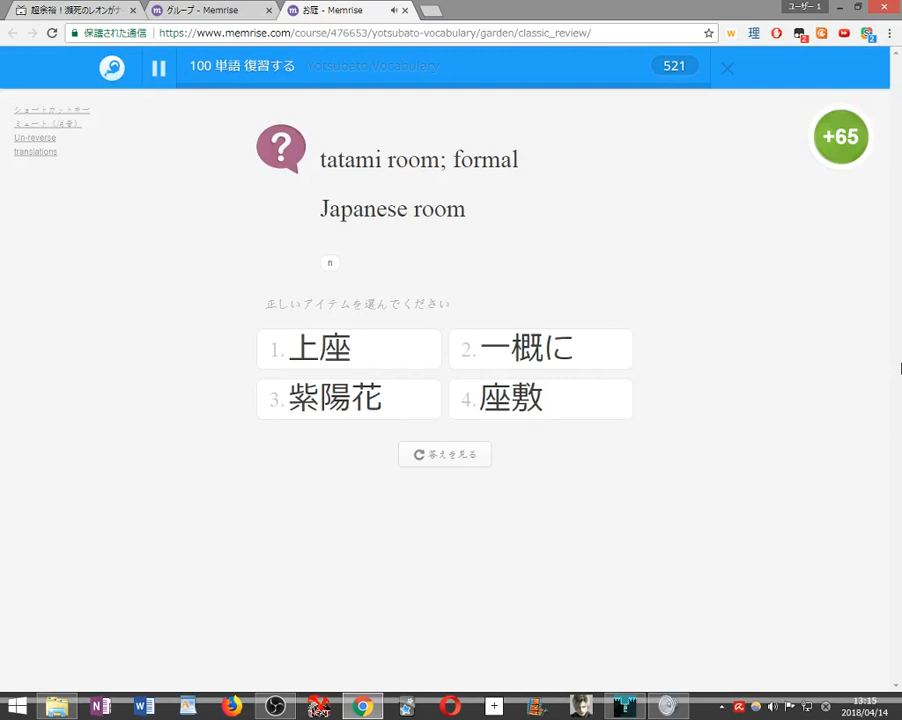 超余裕！瀕死のレオンがナ
グループ - Memrise
お庭 - Memrise
ユーザー 1
保護された通信
https://www.memrise.com/course/476653/yotsubato-vocabulary/garden/classic_review/
100 単語 復習する
Yotsubato Vocabulary
521
ショートカットキー
ミュート（消音）
Un-reverse
translations
+65
?
tatami room; formal
Japanese room
n
正しいアイテムを選んでください
1. 上座
2. 一概に
3. 紫陽花
4. 座敷
答えを見る
13:15
2018/04/14